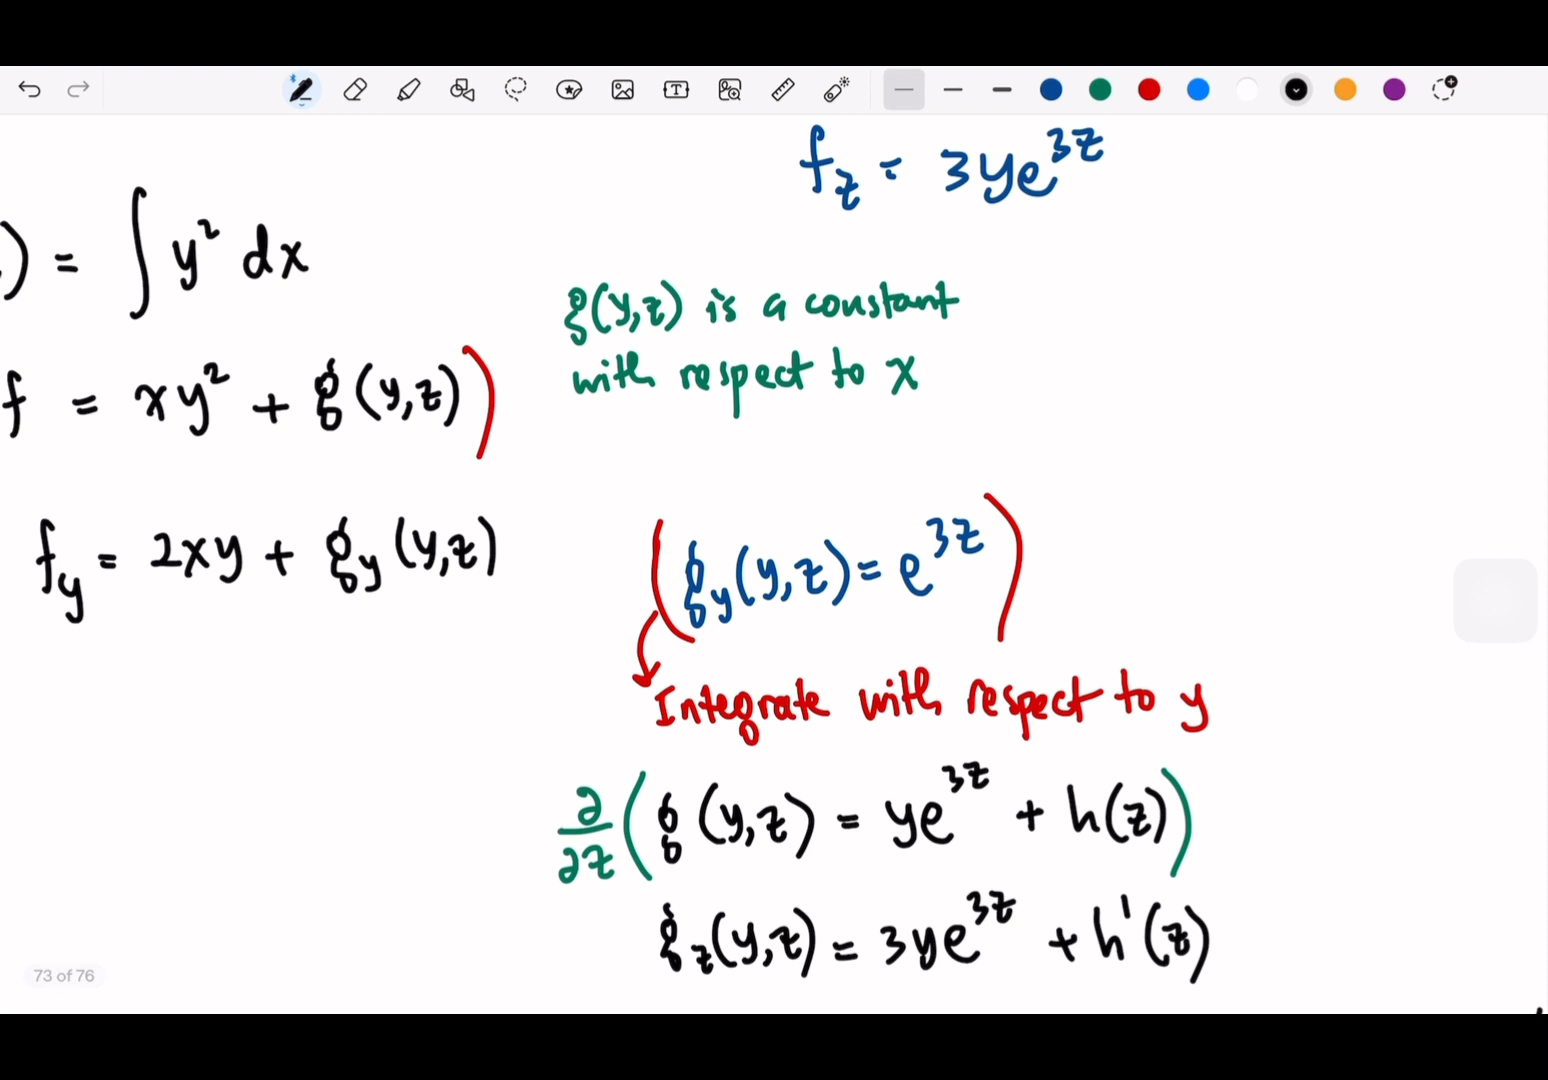 f_z = 3ye^{3z}
) = ∫ y² dx
g(y,z) is a constant
with respect to x
f = xy² + g(y,z))
f_y = 2xy + g_y(y,z)
(g_y(y,z) = e^{3z})
Integrate with respect to y
∂/∂z (g(y,z) = ye^{3z} + h(z))
g_z(y,z) = 3ye^{3z} + h'(z)
73 of 76